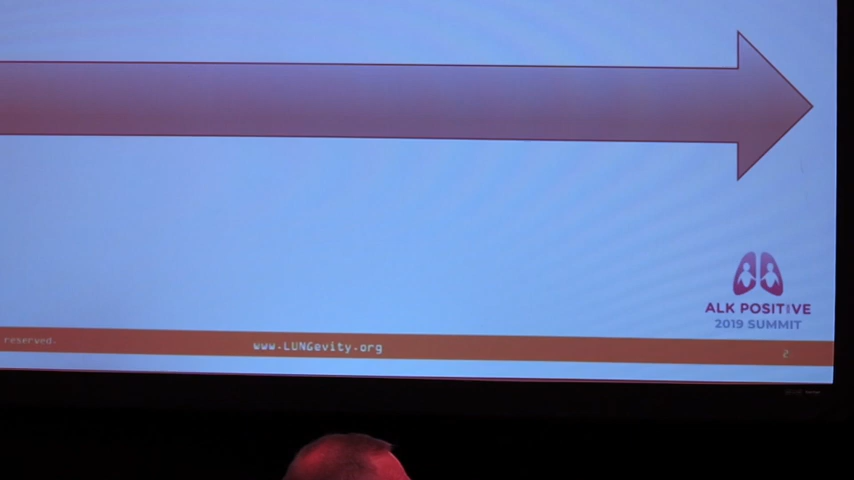 ALK POSITIVE
2019 SUMMIT
reserved.
www.LUNGevity.org
2